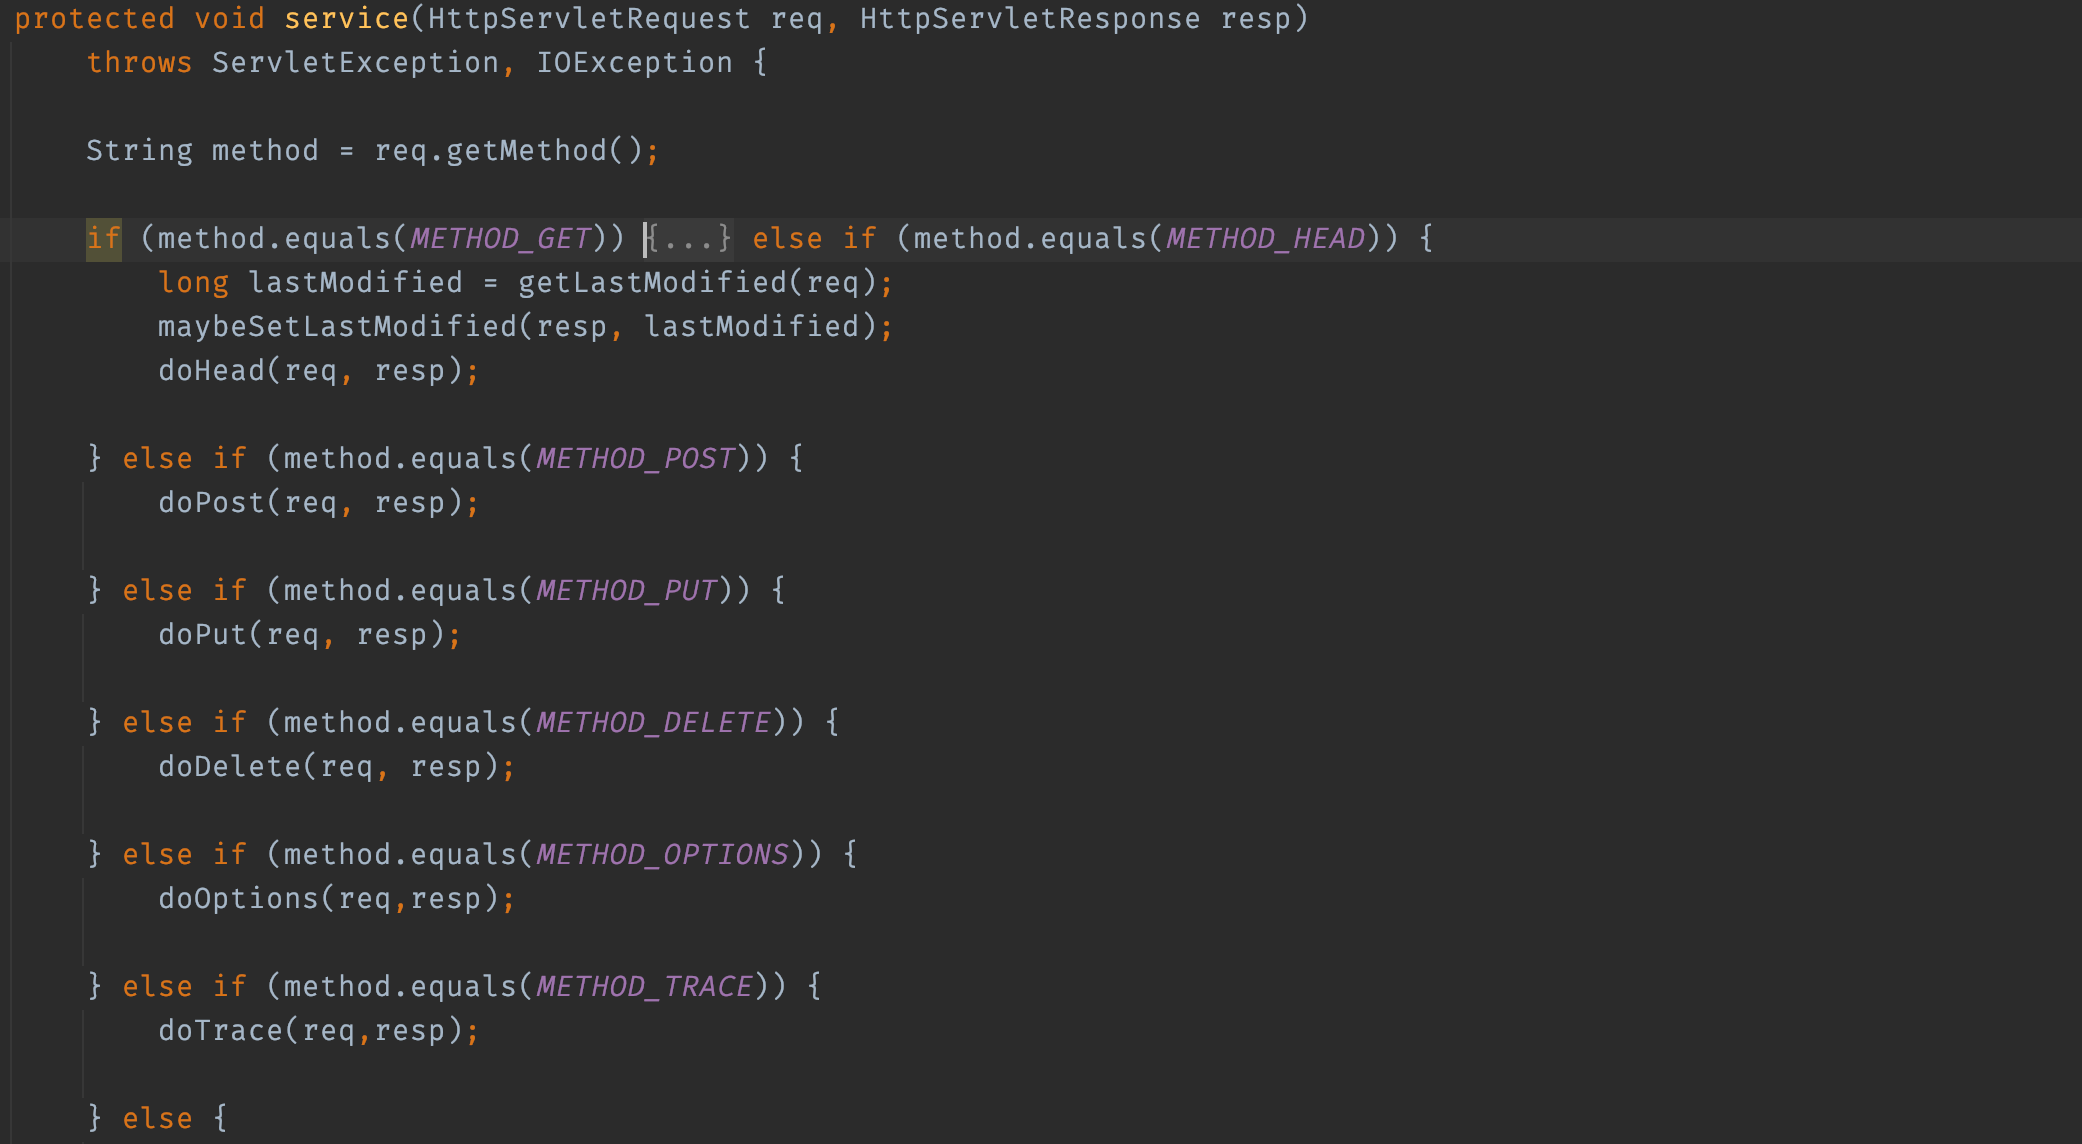 protected void service(HttpServletRequest req, HttpServletResponse resp)
throws ServletException, IOException {
String method = req.getMethod();
if (method.equals(METHOD_GET)) {...} else if (method.equals(METHOD_HEAD)) {
long lastModified = getLastModified(req);
maybeSetLastModified(resp, lastModified);
doHead(req, resp);
} else if (method.equals(METHOD_POST)) {
doPost(req, resp);
} else if (method.equals(METHOD_PUT)) {
doPut(req, resp);
} else if (method.equals(METHOD_DELETE)) {
doDelete(req, resp);
} else if (method.equals(METHOD_OPTIONS)) {
doOptions(req,resp);
} else if (method.equals(METHOD_TRACE)) {
doTrace(req,resp);
} else {